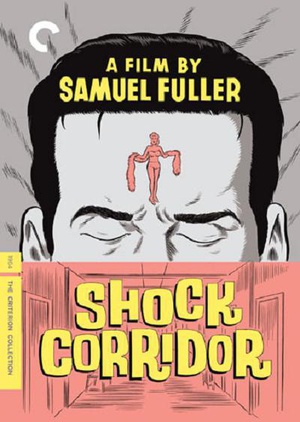 A FILM BY
SAMUEL FULLER
SHOCK
CORRIDOR
THE CRITERION COLLECTION